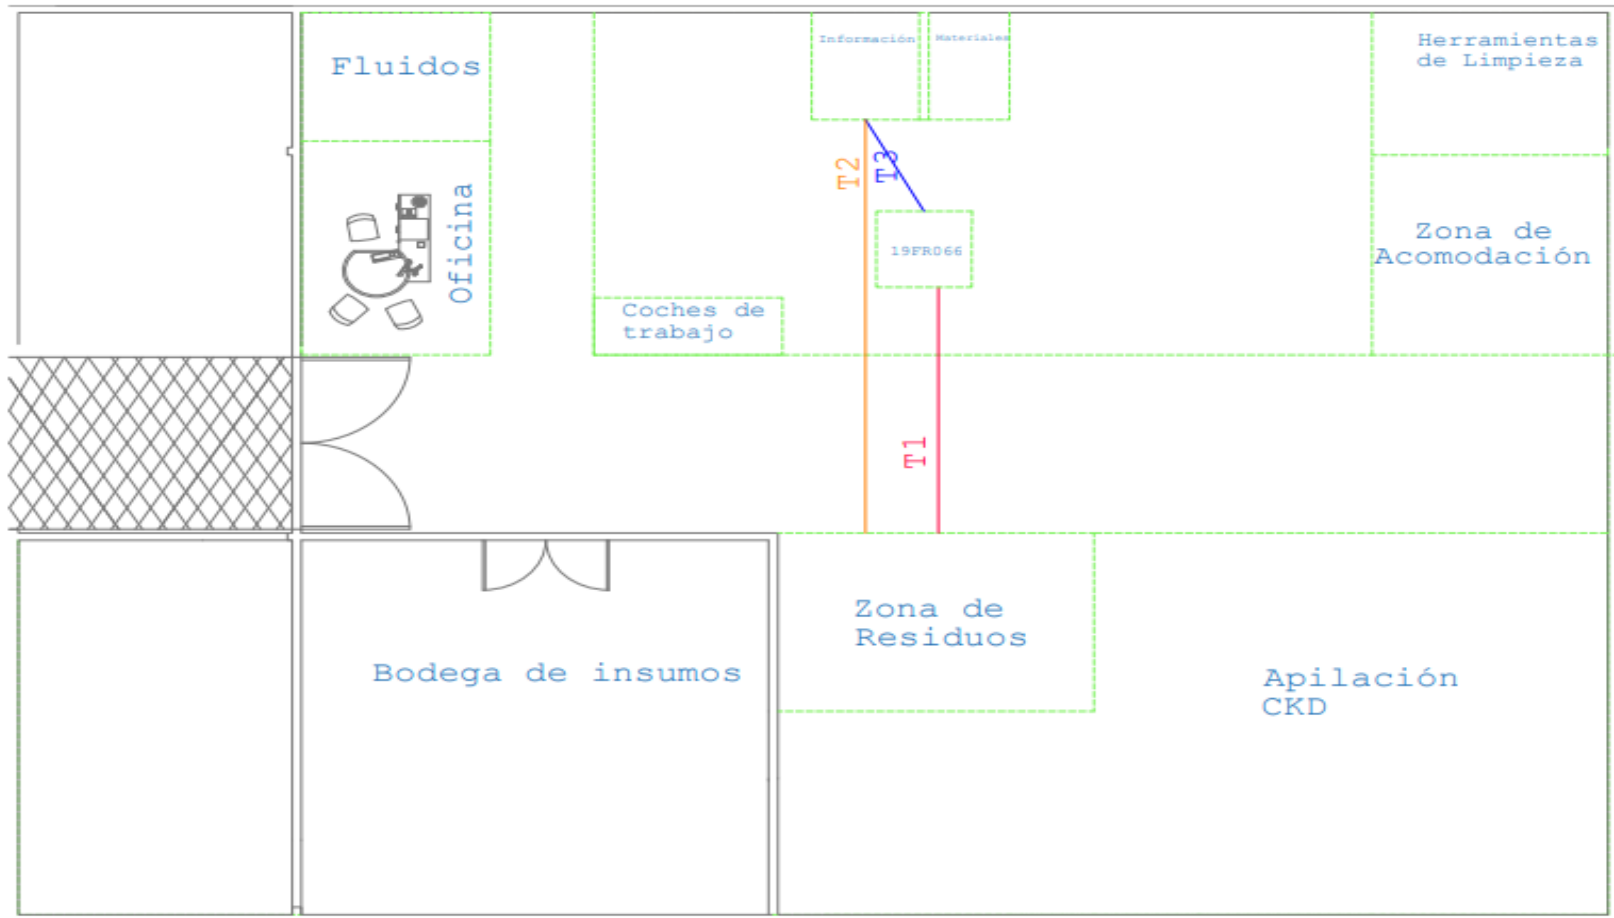 Fluidos
Información
Materiales
Herramientas
de Limpieza
T2
T3
Oficina
19FR066
Zona de
Acomodación
Coches de
trabajo
T1
Zona de
Residuos
Bodega de insumos
Apilación
CKD